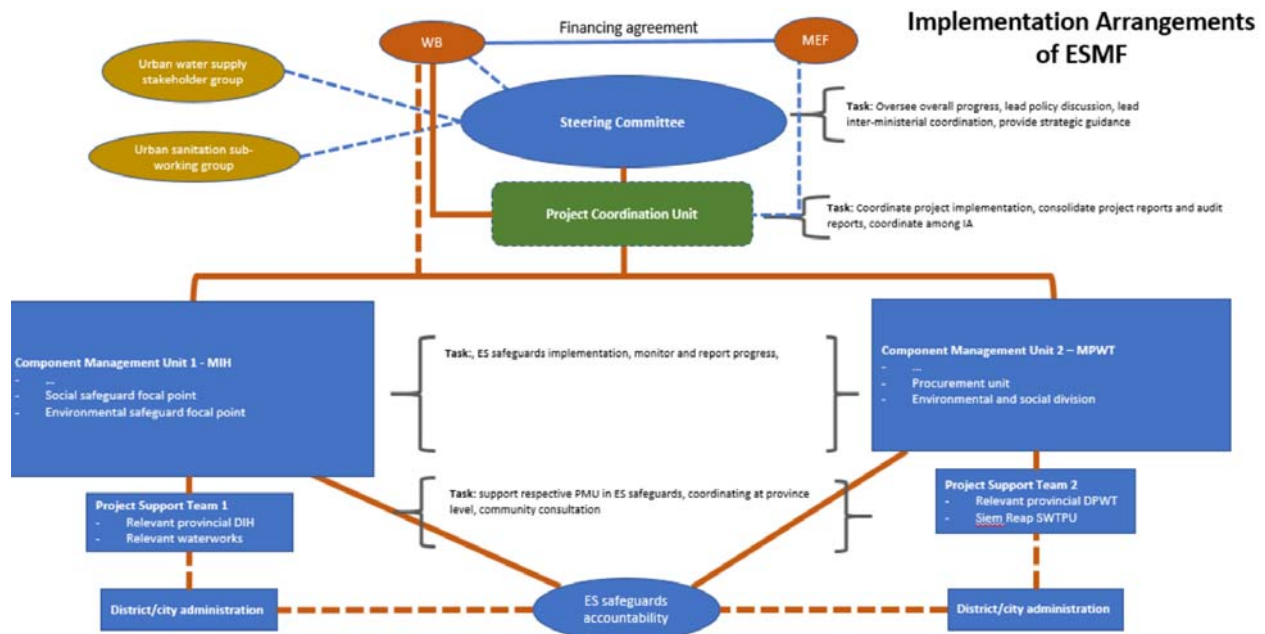 Implementation Arrangements
of ESMF
WB
Financing agreement
MEF
Urban water supply
stakeholder group
Steering Committee
Task: Oversee overall progress, lead policy discussion, lead
inter-ministerial coordination, provide strategic guidance
Urban sanitation sub-
working group
Project Coordination Unit
Task: Coordinate project implementation, consolidate project reports and audit
reports, coordinate among IA
Component Management Unit 1 - MIH
- ...
- Social safeguard focal point
- Environmental safeguard focal point
Task:, ES safeguards implementation, monitor and report progress,
Component Management Unit 2 – MPWT
- ...
- Procurement unit
- Environmental and social division
Project Support Team 1
- Relevant provincial DIH
- Relevant waterworks
Task: support respective PMU in ES safeguards, coordinating at province
level, community consultation
Project Support Team 2
- Relevant provincial DPWT
- Siem Reap SWTPU
District/city administration
ES safeguards
accountability
District/city administration